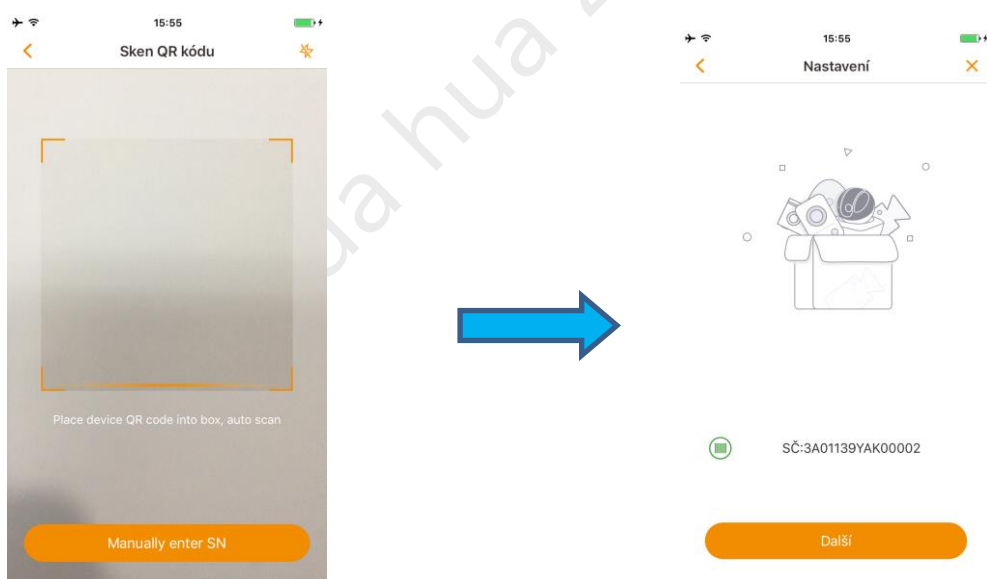 15:55
Sken QR kódu
Place device QR code into box, auto scan
Manually enter SN
15:55
Nastavení
SČ:3A01139YAK00002
Další